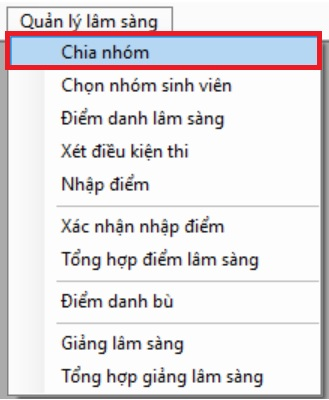 Quản lý lâm sàng
Chia nhóm
Chọn nhóm sinh viên
Điểm danh lâm sàng
Xét điều kiện thi
Nhập điểm
Xác nhận nhập điểm
Tổng hợp điểm lâm sàng
Điểm danh bù
Giảng lâm sàng
Tổng hợp giảng lâm sàng